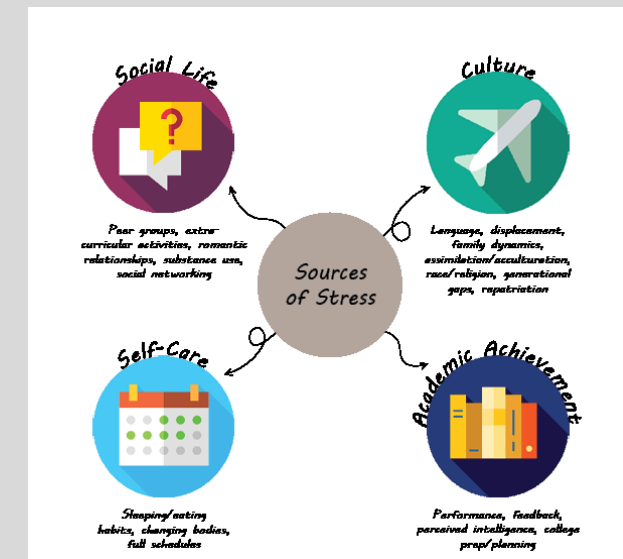 Social Life
?
Peer groups, extra-
curricular activities, romantic
relationships, substance use,
social networking
Culture
Language, displacement,
family dynamics,
assimilation/acculturation,
race/religion, generational
gaps, repatriation
Sources
of Stress
Self-Care
Sleeping/eating
habits, changing bodies,
full schedules
Academic Achievement
Performance, feedback,
perceived intelligence, college
prep/planning